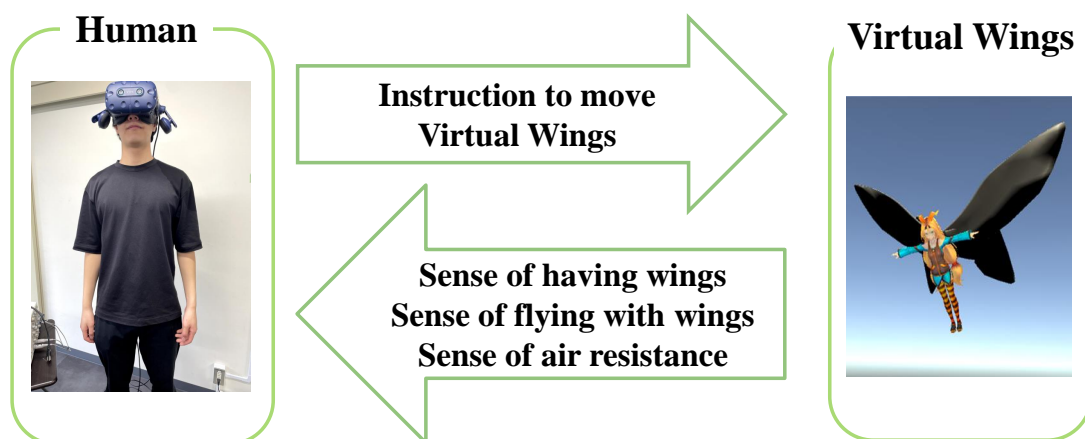 Human
Virtual Wings
Instruction to move
Virtual Wings
Sense of having wings
Sense of flying with wings
Sense of air resistance